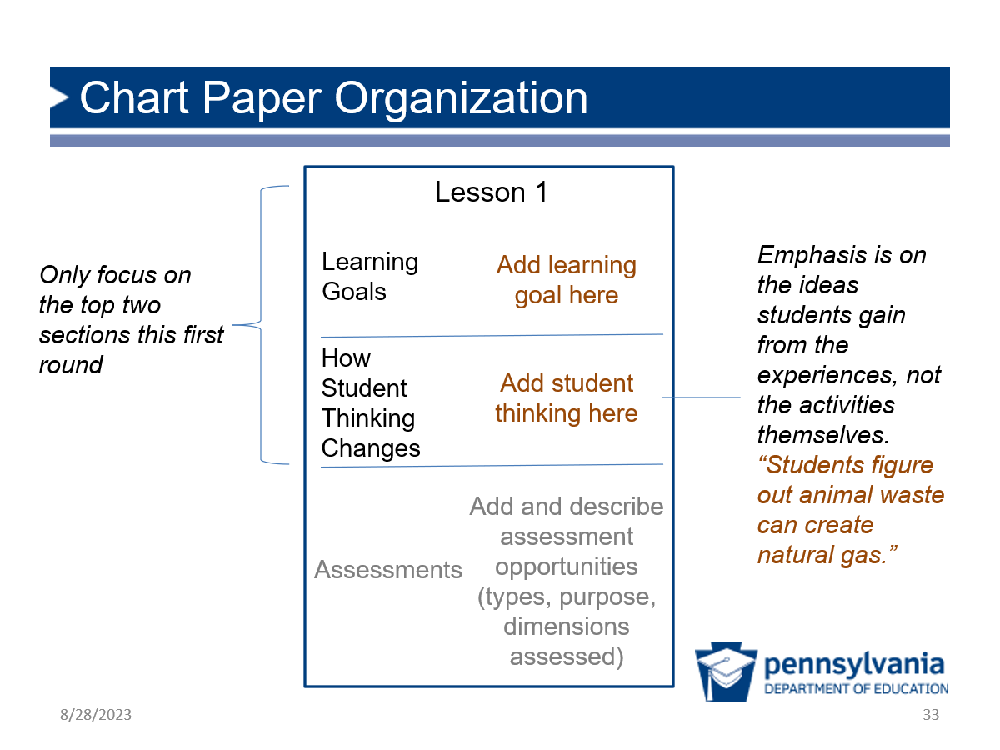 Chart Paper Organization
Only focus on
the top two
sections this first
round
Lesson 1
Learning
Goals
Add learning
goal here
How
Student
Thinking
Changes
Add student
thinking here
Assessments
Add and describe
assessment
opportunities
(types, purpose,
dimensions
assessed)
Emphasis is on
the ideas
students gain
from the
experiences, not
the activities
themselves.
“Students figure
out animal waste
can create
natural gas.”
pennsylvania
DEPARTMENT OF EDUCATION
8/28/2023
33